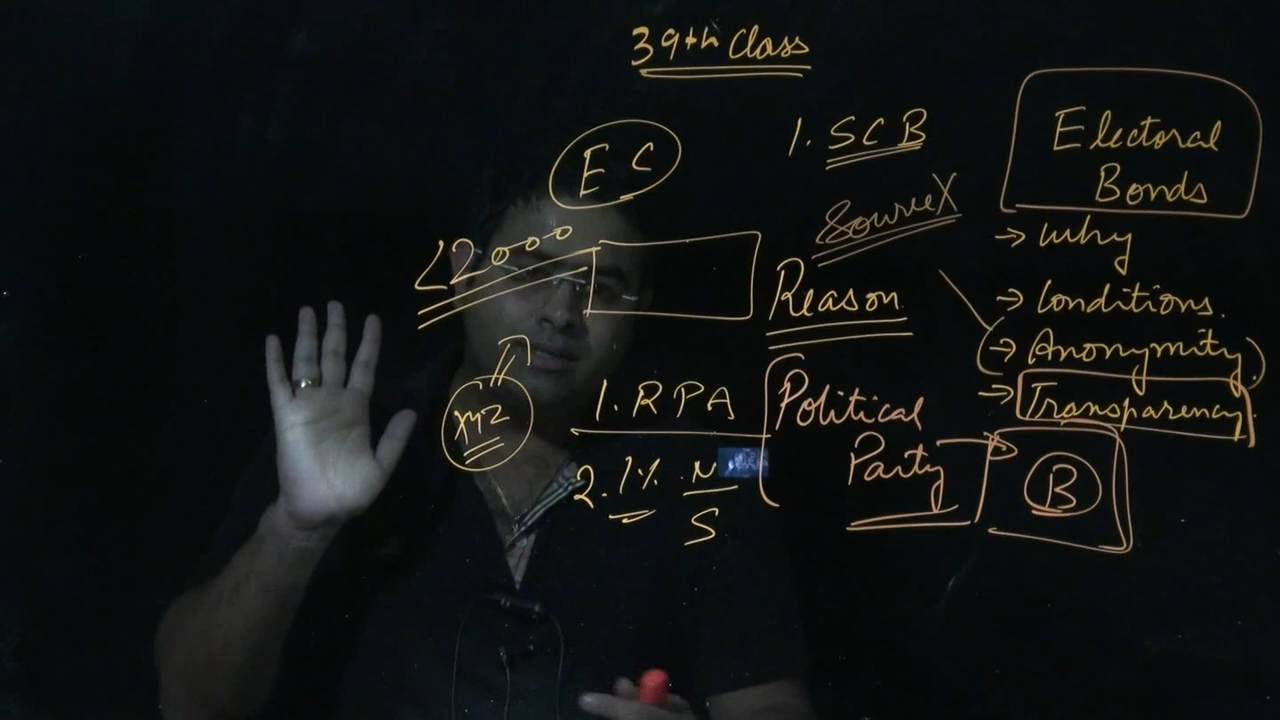 39th Class
EC
1. SCB
Electoral
Bonds
Source X
<2000
→ Why
Reason
→ Conditions.
(→ Anonymity)
→ Transparency
xyz
1. RPA
Political
Party
B
2. 1% N
S